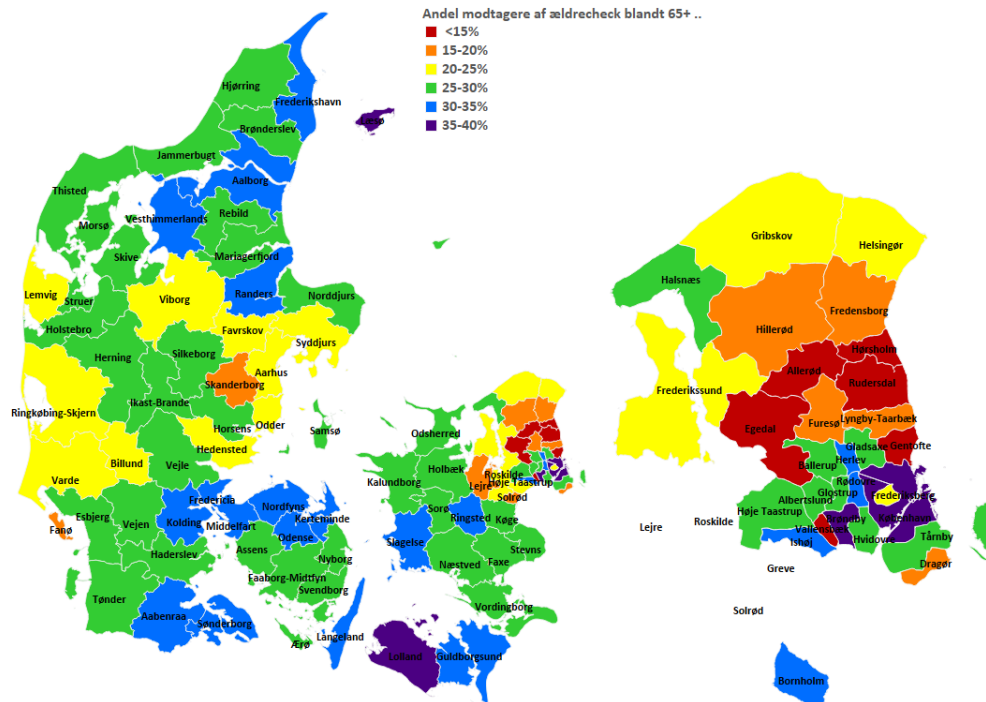 Andel modtagere af ældrecheck blandt 65+ ..
<15%
15-20%
20-25%
25-30%
30-35%
35-40%
Hjørring
Frederikshavn
Læsø
Brønderslev
Jammerbugt
Aalborg
Thisted
Vesthimmerlands
Rebild
Morsø
Skive
Mariagerfjord
Lemvig
Struer
Viborg
Randers
Norddjurs
Holstebro
Favrskov
Syddjurs
Herning
Silkeborg
Aarhus
Skanderborg
Ringkøbing-Skjern
Ikast-Brande
Horsens
Odder
Samsø
Hedensted
Billund
Vejle
Varde
Fanø
Esbjerg
Vejen
Kolding
Fredericia
Middelfart
Nordfyns
Kerteminde
Odense
Haderslev
Assens
Nyborg
Faaborg-Midtfyn
Svendborg
Tønder
Aabenraa
Sønderborg
Ærø
Langeland
Odsherred
Holbæk
Kalundborg
Roskilde
Lejre
Høje Taastrup
Solrød
Sorø
Ringsted
Køge
Slagelse
Stevns
Næstved
Faxe
Vordingborg
Lolland
Guldborgsund
Gribskov
Helsingør
Halsnæs
Fredensborg
Hillerød
Hørsholm
Allerød
Rudersdal
Frederikssund
Egedal
Furesø
Lyngby-Taarbæk
Gladsaxe
Gentofte
Herlev
Ballerup
Rødovre
Glostrup
Frederiksberg
Albertslund
Høje Taastrup
Brøndby
København
Vallensbæk
Ishøj
Hvidovre
Tårnby
Dragør
Lejre
Roskilde
Greve
Solrød
Bornholm